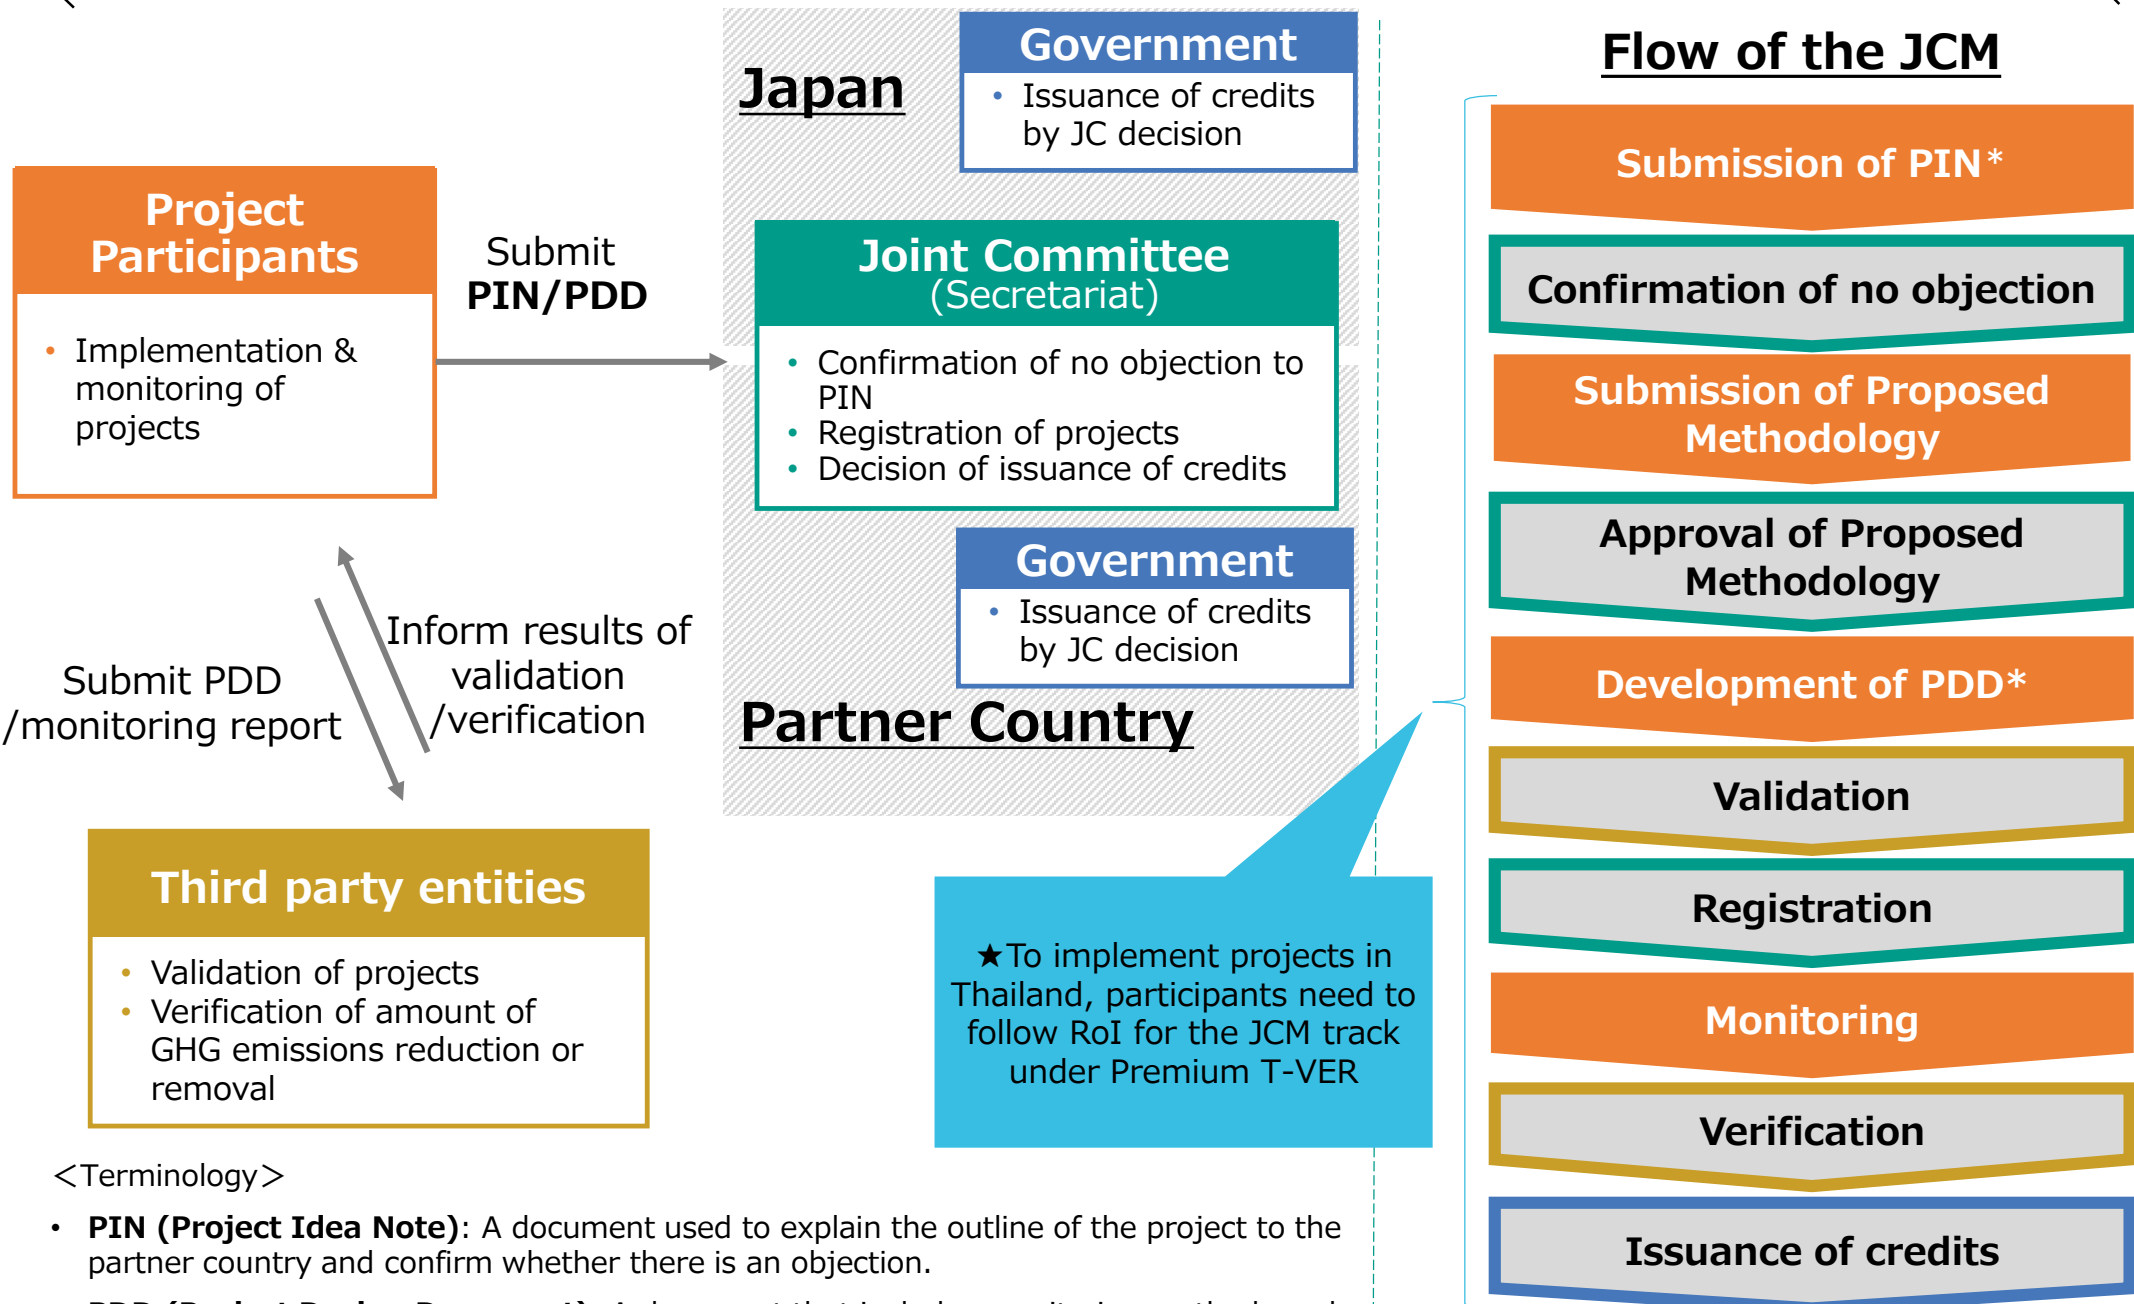 Japan
Government
• Issuance of credits
by JC decision
Project
Participants
• Implementation &
monitoring of
projects
Submit
PIN/PDD
Joint Committee
(Secretariat)
• Confirmation of no objection to
PIN
• Registration of projects
• Decision of issuance of credits
Government
• Issuance of credits
by JC decision
Partner Country
Submit PDD
/monitoring report
Inform results of
validation
/verification
Third party entities
• Validation of projects
• Verification of amount of
GHG emissions reduction or
removal
★To implement projects in
Thailand, participants need to
follow RoI for the JCM track
under Premium T-VER
<Terminology>
• PIN (Project Idea Note): A document used to explain the outline of the project to the
partner country and confirm whether there is an objection.
Flow of the JCM
Submission of PIN*
Confirmation of no objection
Submission of Proposed
Methodology
Approval of Proposed
Methodology
Development of PDD*
Validation
Registration
Monitoring
Verification
Issuance of credits